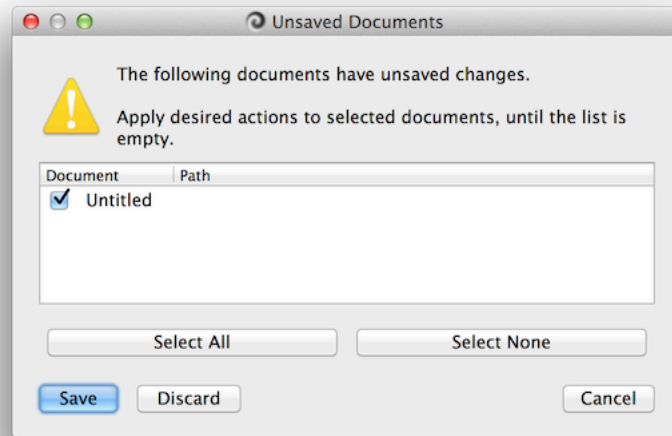 Unsaved Documents
The following documents have unsaved changes.
Apply desired actions to selected documents, until the list is
empty.
Document Path
Untitled
Select All Select None
Save Discard Cancel